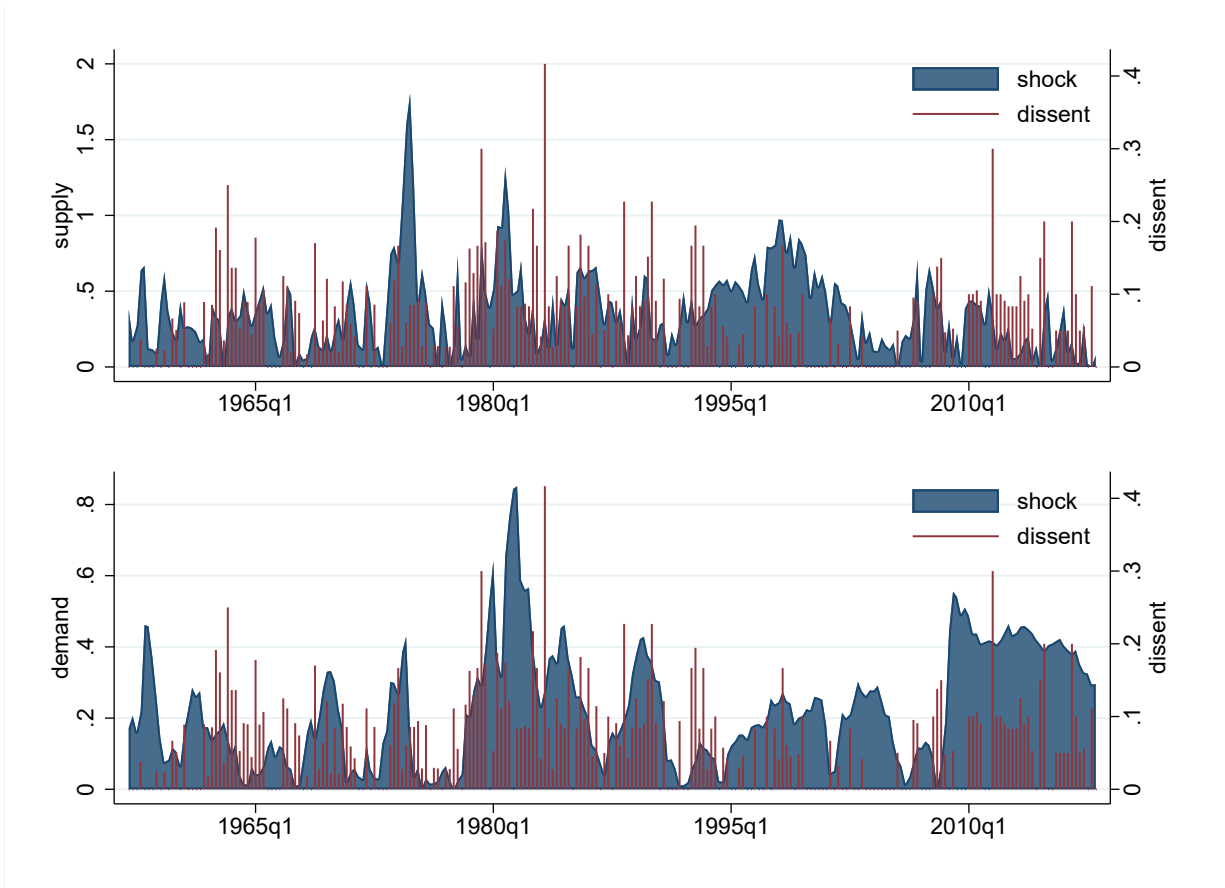 2
1.5
1
.5
0
supply
.4
.3
.2
.1
0
dissent
shock
dissent
1965q1 1980q1 1995q1 2010q1
.8
.6
.4
.2
0
demand
.4
.3
.2
.1
0
dissent
shock
dissent
1965q1 1980q1 1995q1 2010q1